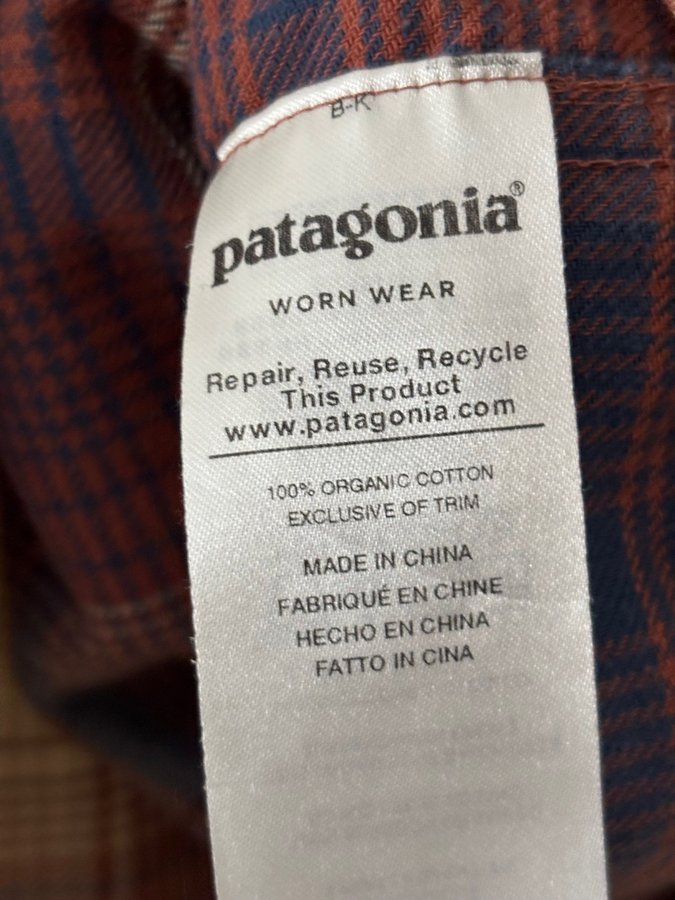 B-K
patagonia®
WORN WEAR
Repair, Reuse, Recycle
This Product
www.patagonia.com
100% ORGANIC COTTON
EXCLUSIVE OF TRIM
MADE IN CHINA
FABRIQUÉ EN CHINE
HECHO EN CHINA
FATTO IN CINA